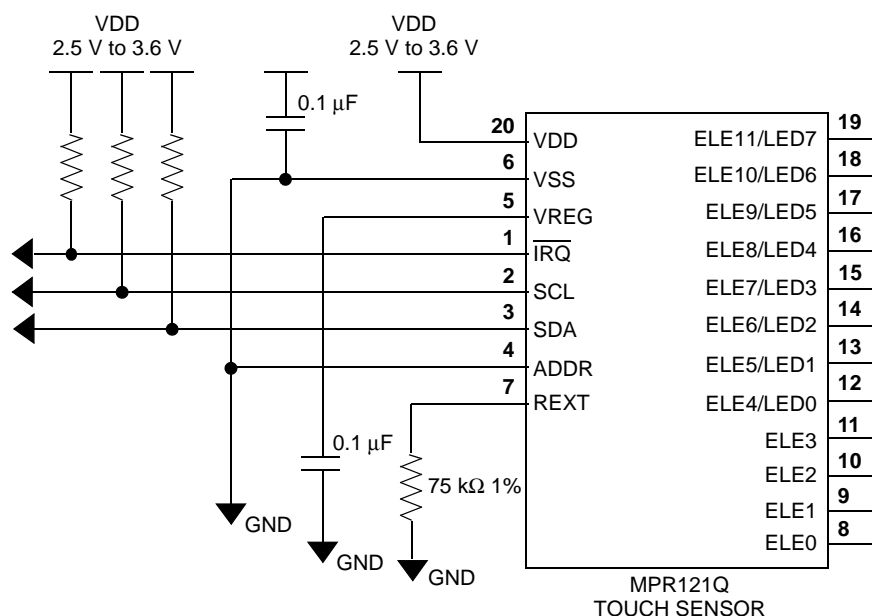 VDD
2.5 V to 3.6 V
VDD
2.5 V to 3.6 V
0.1 μF
20 VDD
6 VSS
5 VREG
1 IRQ
2 SCL
3 SDA
4 ADDR
7 REXT
ELE11/LED7 19
ELE10/LED6 18
ELE9/LED5 17
ELE8/LED4 16
ELE7/LED3 15
ELE6/LED2 14
ELE5/LED1 13
ELE4/LED0 12
ELE3 11
ELE2 10
ELE1 9
ELE0 8
0.1 μF
75 kΩ 1%
GND
GND
GND
MPR121Q
TOUCH SENSOR